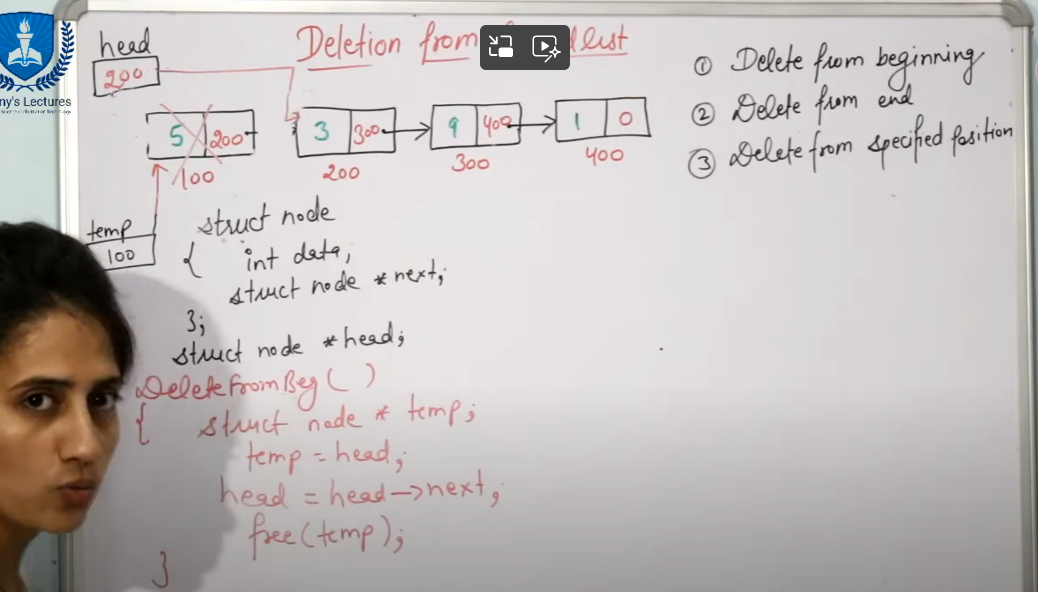 head
200
Deletion from list
ny's Lectures
5 200
100
3 300
200
9 400
300
1 0
400
temp
100
① Delete from beginning
② Delete from end
③ Delete from specified position
struct node
{ int data;
struct node *next;
};
struct node *head;
DeleteFromBeg( )
{ struct node * temp;
temp = head;
head = head->next;
free(temp);
}